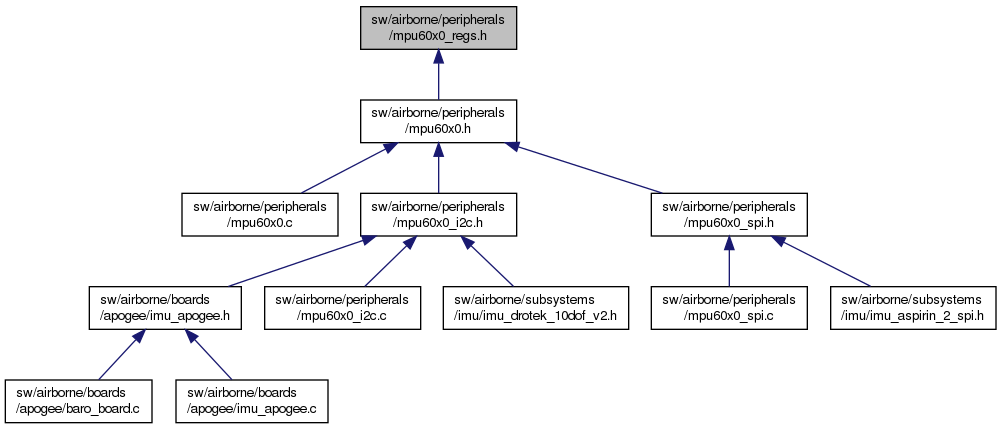 sw/airborne/peripherals
/mpu60x0_regs.h
sw/airborne/peripherals
/mpu60x0.h
sw/airborne/peripherals
/mpu60x0.c
sw/airborne/peripherals
/mpu60x0_i2c.h
sw/airborne/peripherals
/mpu60x0_spi.h
sw/airborne/boards
/apogee/imu_apogee.h
sw/airborne/peripherals
/mpu60x0_i2c.c
sw/airborne/subsystems
/imu/imu_drotek_10dof_v2.h
sw/airborne/peripherals
/mpu60x0_spi.c
sw/airborne/subsystems
/imu/imu_aspirin_2_spi.h
sw/airborne/boards
/apogee/baro_board.c
sw/airborne/boards
/apogee/imu_apogee.c